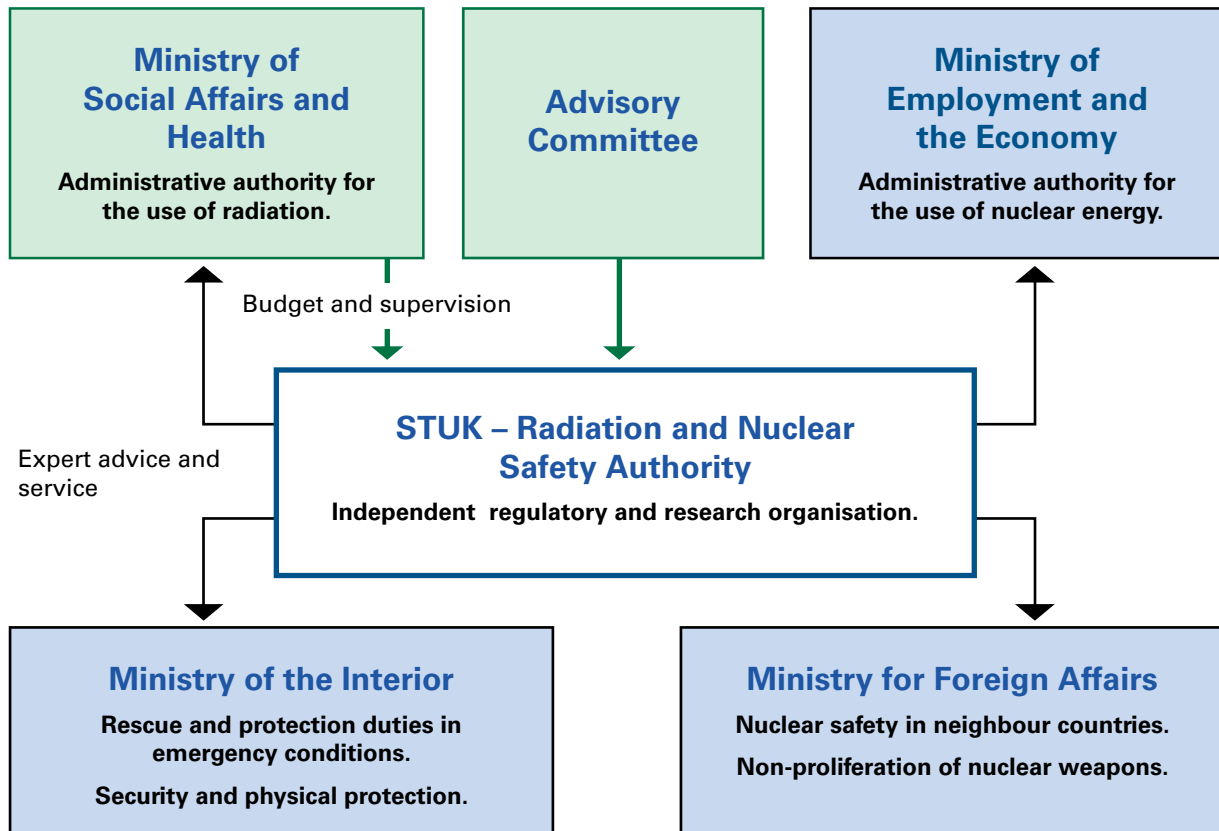 Ministry of
Social Affairs and
Health
Administrative authority for
the use of radiation.
Advisory
Committee
Ministry of
Employment and
the Economy
Administrative authority for
the use of nuclear energy.
Budget and supervision
STUK – Radiation and Nuclear
Safety Authority
Independent regulatory and research organisation.
Expert advice and
service
Ministry of the Interior
Rescue and protection duties in
emergency conditions.
Security and physical protection.
Ministry for Foreign Affairs
Nuclear safety in neighbour countries.
Non-proliferation of nuclear weapons.